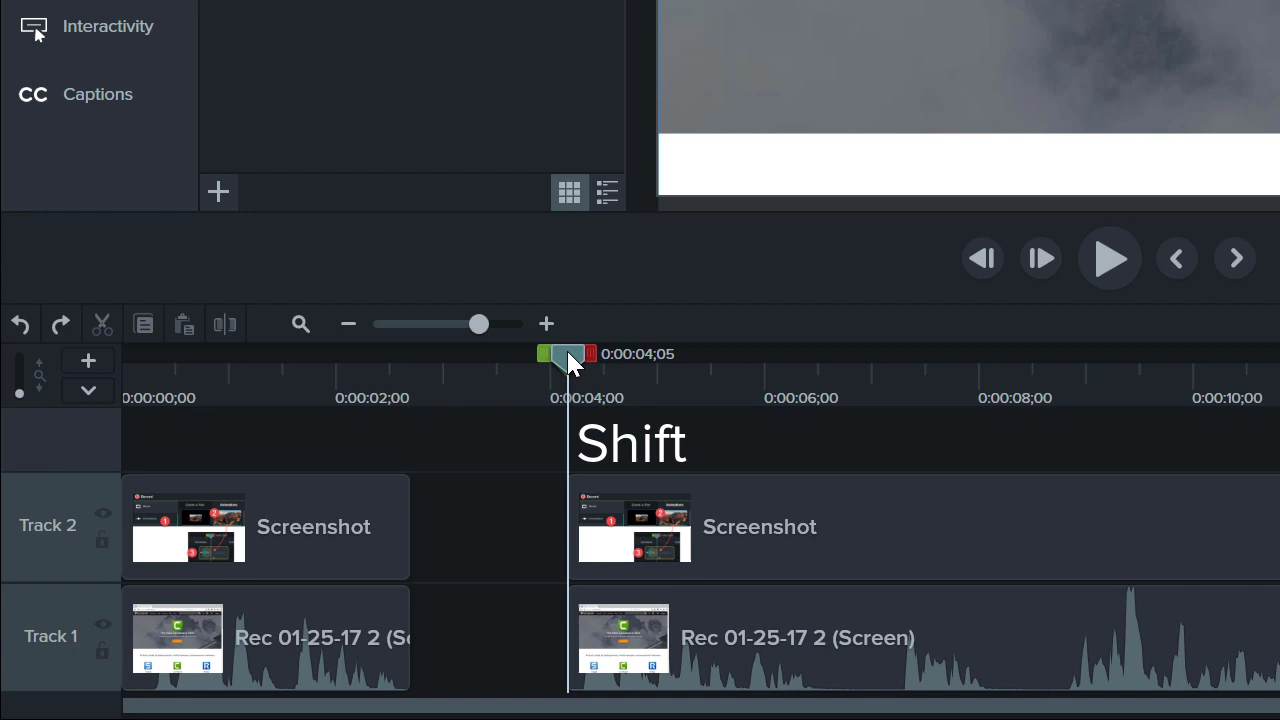 Interactivity
CC Captions
0:00:04;05
0:00:00;00 0:00:02;00 0:00:04;00 0:00:06;00 0:00:08;00 0:00:10;00
Shift
Track 2 Screenshot Screenshot
Track 1 Rec 01-25-17 2 (Sc Rec 01-25-17 2 (Screen)